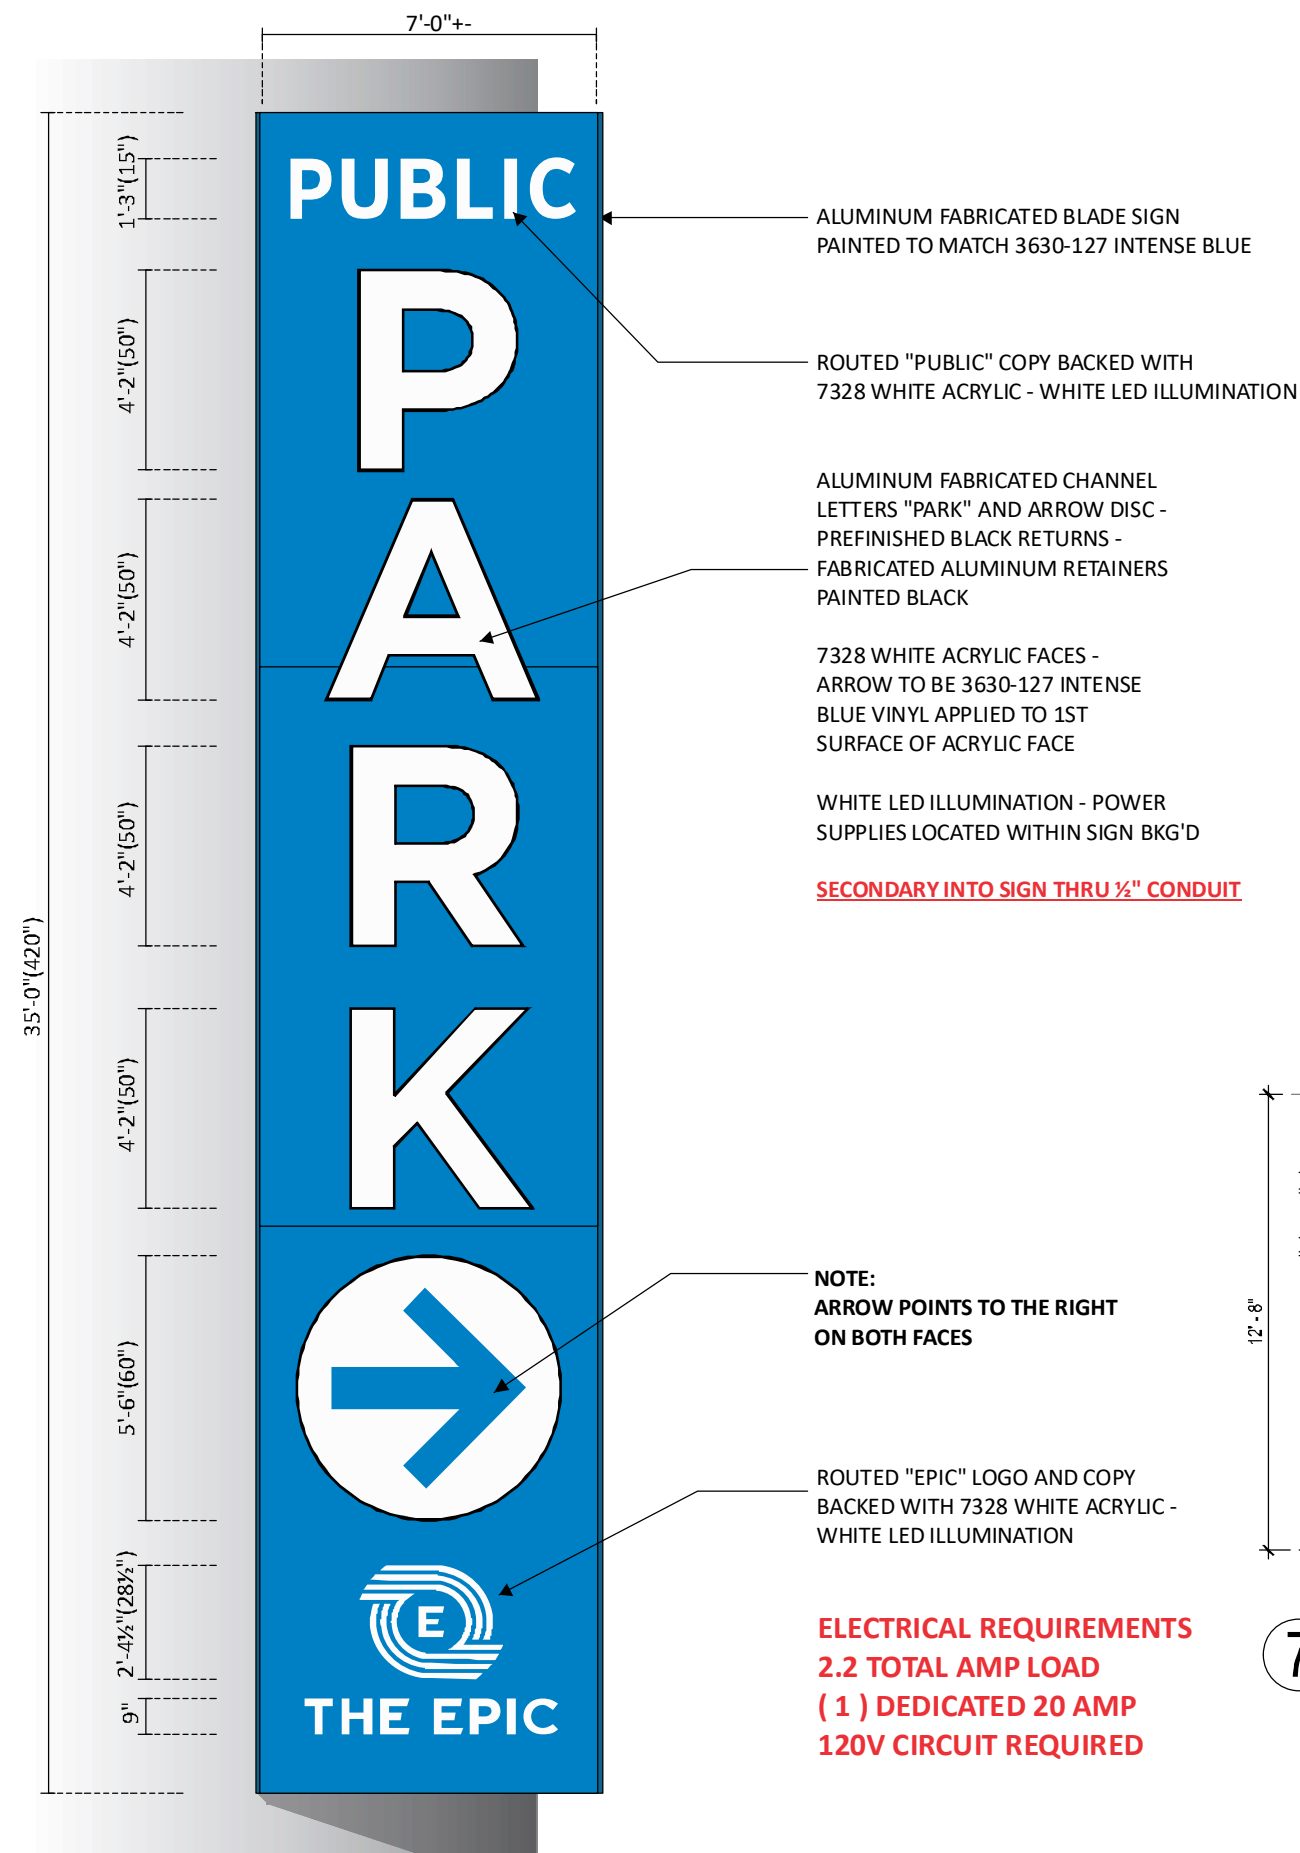 7'-0"+-
35'-0"(420")
1'-3"(15")
4'-2"(50")
4'-2"(50")
4'-2"(50")
4'-2"(50")
5'-6"(60")
2'-4½"(28½")
9"
PUBLIC
P
A
R
K
E
THE EPIC
ALUMINUM FABRICATED BLADE SIGN
PAINTED TO MATCH 3630-127 INTENSE BLUE
ROUTED "PUBLIC" COPY BACKED WITH
7328 WHITE ACRYLIC - WHITE LED ILLUMINATION
ALUMINUM FABRICATED CHANNEL
LETTERS "PARK" AND ARROW DISC -
PREFINISHED BLACK RETURNS -
FABRICATED ALUMINUM RETAINERS
PAINTED BLACK
7328 WHITE ACRYLIC FACES -
ARROW TO BE 3630-127 INTENSE
BLUE VINYL APPLIED TO 1ST
SURFACE OF ACRYLIC FACE
WHITE LED ILLUMINATION - POWER
SUPPLIES LOCATED WITHIN SIGN BKG'D
SECONDARY INTO SIGN THRU ½" CONDUIT
NOTE:
ARROW POINTS TO THE RIGHT
ON BOTH FACES
ROUTED "EPIC" LOGO AND COPY
BACKED WITH 7328 WHITE ACRYLIC -
WHITE LED ILLUMINATION
ELECTRICAL REQUIREMENTS
2.2 TOTAL AMP LOAD
( 1 ) DEDICATED 20 AMP
120V CIRCUIT REQUIRED
12' - 8"